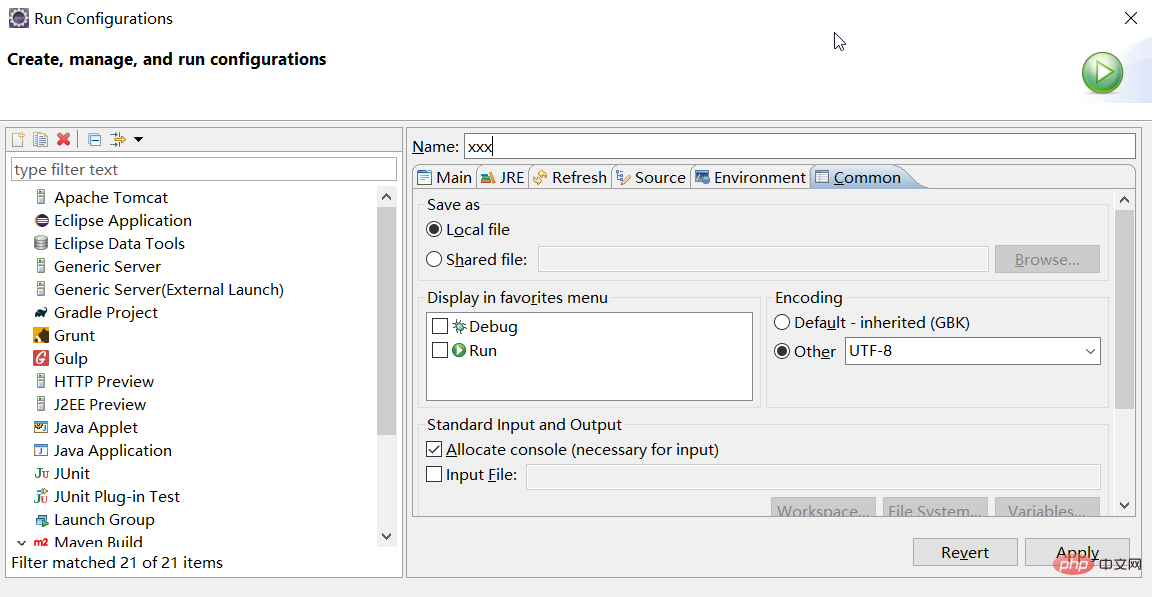 Run Configurations
Create, manage, and run configurations
type filter text
Apache Tomcat
Eclipse Application
Eclipse Data Tools
Generic Server
Generic Server(External Launch)
Gradle Project
Grunt
Gulp
HTTP Preview
J2EE Preview
Java Applet
Java Application
JUnit
JUnit Plug-in Test
Launch Group
Maven Build
Filter matched 21 of 21 items
Name: xxx
Main JRE Refresh Source Environment Common
Save as
Local file
Shared file: Browse...
Display in favorites menu
Debug
Run
Encoding
Default - inherited (GBK)
Other UTF-8
Standard Input and Output
Allocate console (necessary for input)
Input File:
Workspace... File System... Variables...
Revert Apply
php 中文网